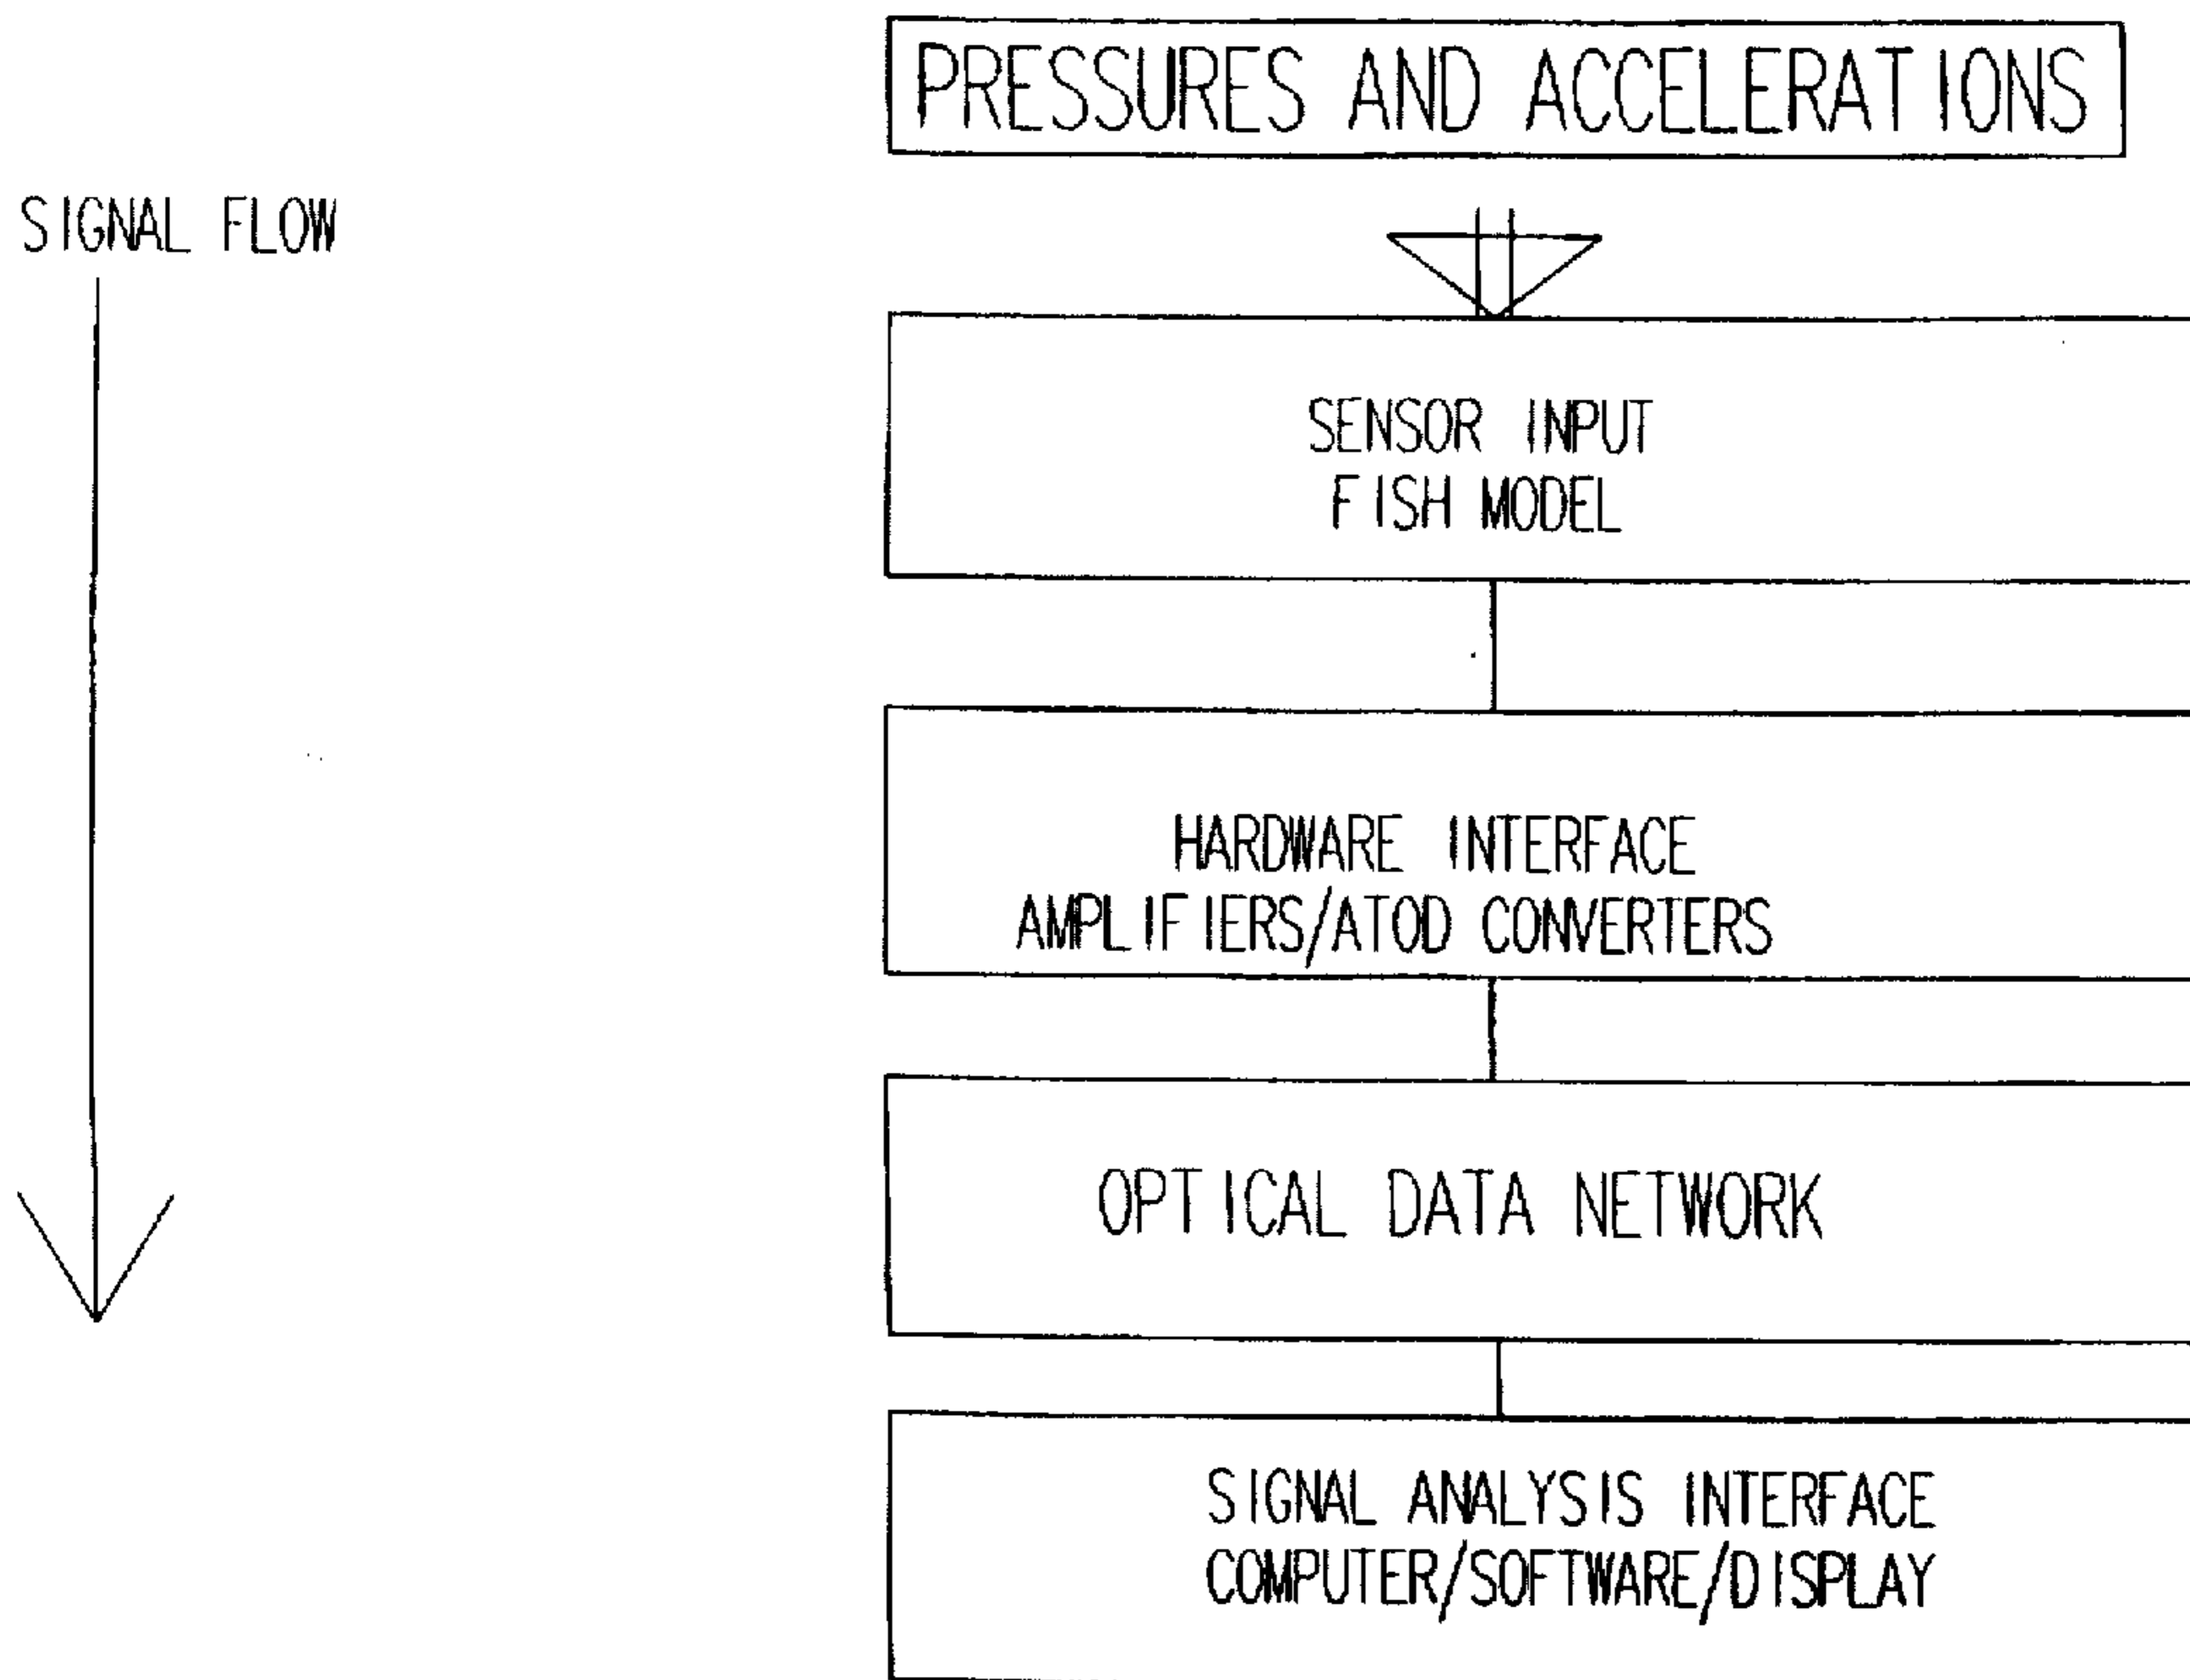 PRESSURES AND ACCELERATIONS
SIGNAL FLOW
SENSOR INPUT
FISH MODEL
HARDWARE INTERFACE
AMPLIFIERS/ATOD CONVERTERS
OPTICAL DATA NETWORK
SIGNAL ANALYSIS INTERFACE
COMPUTER/SOFTWARE/DISPLAY